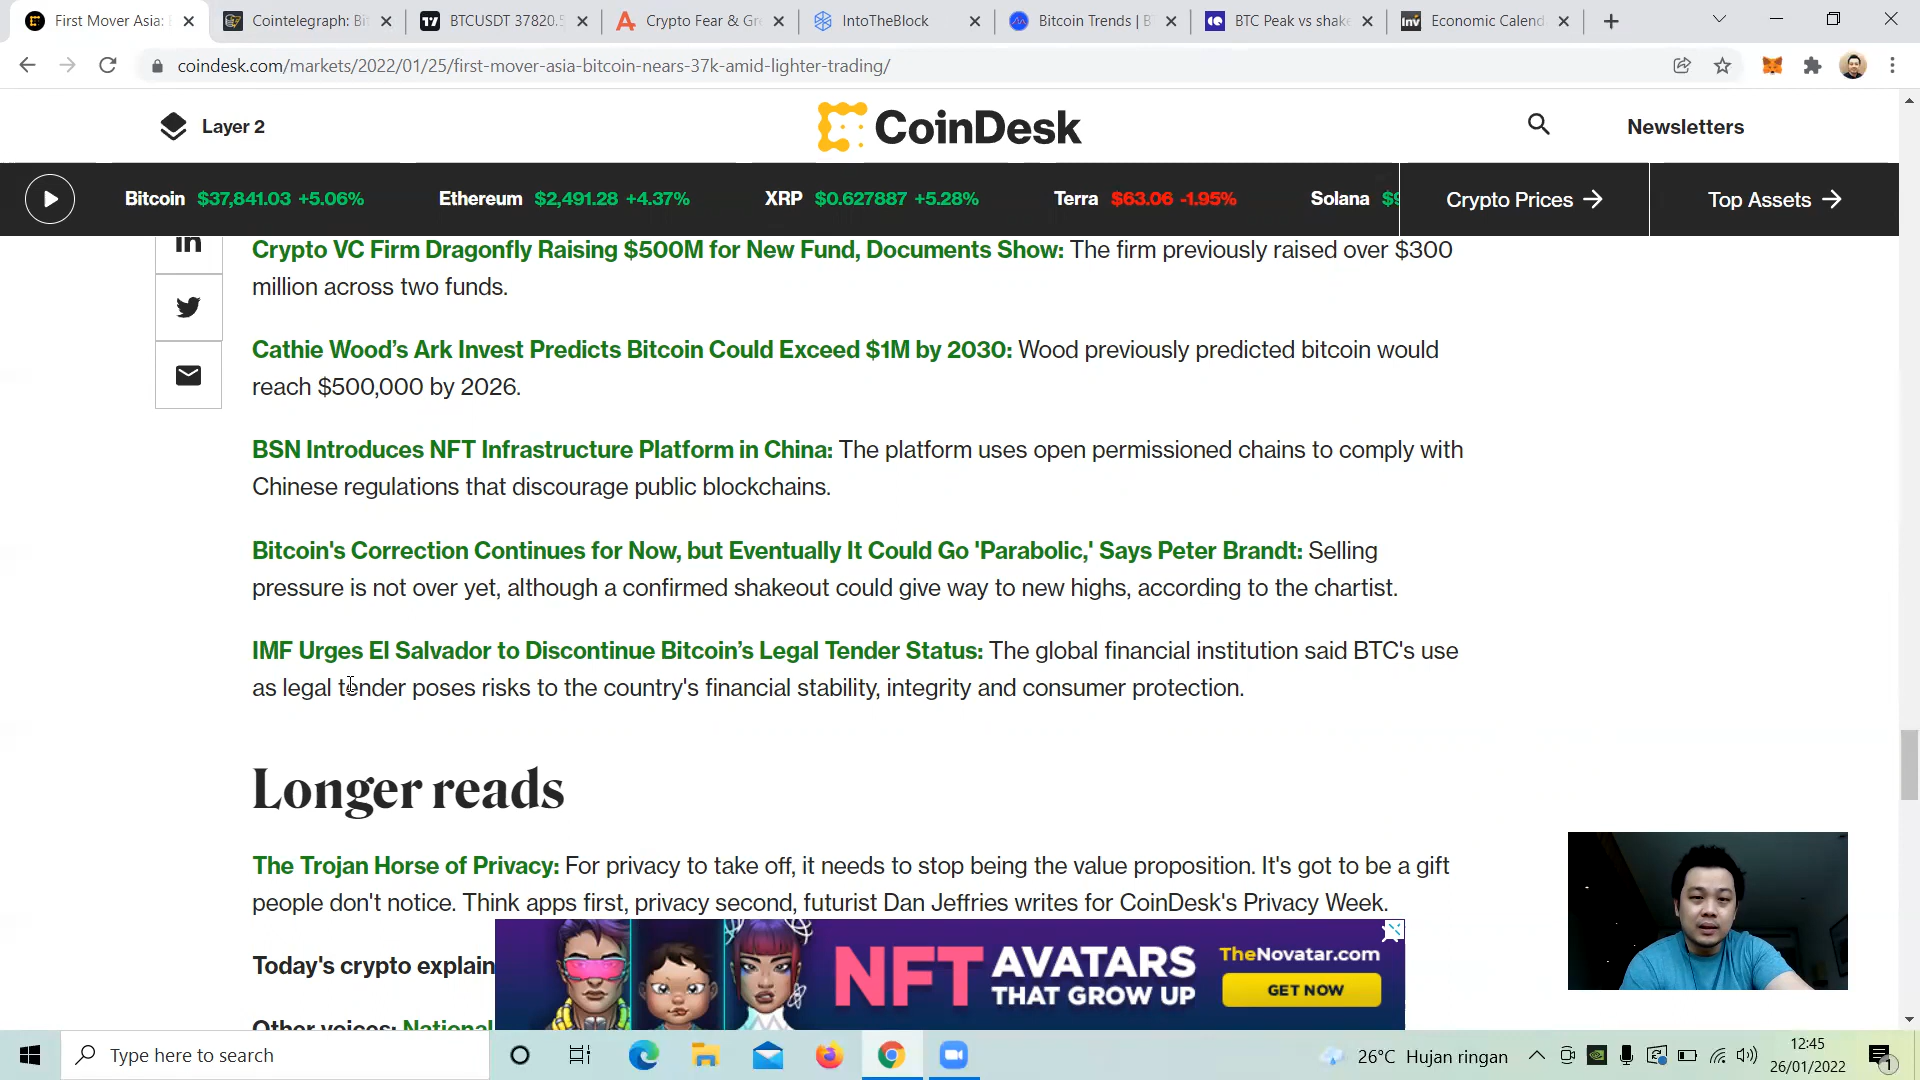 First Mover Asia:
Cointelegraph: Bi
BTCUSDT 37820.
Crypto Fear & Gr
IntoTheBlock
Bitcoin Trends | B
BTC Peak vs shake
Economic Calend
coindesk.com/markets/2022/01/25/first-mover-asia-bitcoin-nears-37k-amid-lighter-trading/
Layer 2
CoinDesk
Newsletters
Bitcoin $37,841.03 +5.06%
Ethereum $2,491.28 +4.37%
XRP $0.627887 +5.28%
Terra $63.06 -1.95%
Solana
Crypto Prices →
Top Assets →
in
Crypto VC Firm Dragonfly Raising $500M for New Fund, Documents Show: The firm previously raised over $300
million across two funds.
Cathie Wood’s Ark Invest Predicts Bitcoin Could Exceed $1M by 2030: Wood previously predicted bitcoin would
reach $500,000 by 2026.
BSN Introduces NFT Infrastructure Platform in China: The platform uses open permissioned chains to comply with
Chinese regulations that discourage public blockchains.
Bitcoin's Correction Continues for Now, but Eventually It Could Go 'Parabolic,' Says Peter Brandt: Selling
pressure is not over yet, although a confirmed shakeout could give way to new highs, according to the chartist.
IMF Urges El Salvador to Discontinue Bitcoin’s Legal Tender Status: The global financial institution said BTC's use
as legal tender poses risks to the country's financial stability, integrity and consumer protection.
Longer reads
The Trojan Horse of Privacy: For privacy to take off, it needs to stop being the value proposition. It's got to be a gift
people don't notice. Think apps first, privacy second, futurist Dan Jeffries writes for CoinDesk's Privacy Week.
Today's crypto explain
NFT AVATARS
THAT GROW UP
TheNovatar.com
GET NOW
Other voices: National
Type here to search
26°C Hujan ringan
12:45
26/01/2022
1